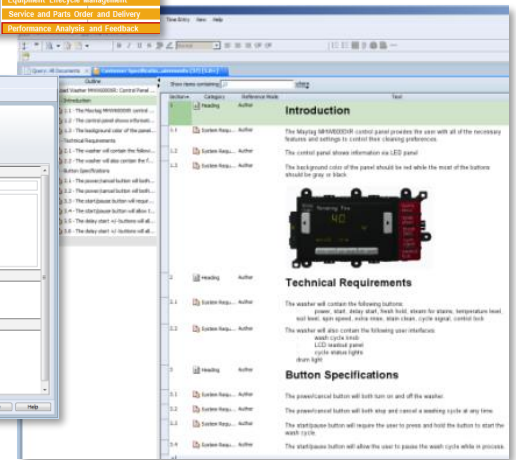 Equipment Lifecycle Management
Service and Parts Order and Delivery
Performance Analysis and Feedback
Time Entry View Help
Query: All Documents
Outline
Show items containing
where
Section
Category
Reference Mode
Text
Introduction
1.1 - The Maytag
1.2 - The control panel shows
1.3 - The background color of the panel...
Technical Requirements
2.1 - The washer will contain the follow...
2.2 - The washer will also contain the f...
Button Specifications
3.1 - The power/cancel button will both...
3.2 - The power/cancel button will both...
3.3 - The start/pause button will requi...
3.4 - The start/pause button will allow t...
3.5 - The delay start +/- buttons will all...
3.6 - The delay start +/- buttons will al...
1 Heading Author Introduction
1.1 System Requ... Author The Maytag control panel provides the user with all of the necessary
features and settings to control their cleaning preferences.
1.2 System Requ... Author The control panel shows information via LED panel
1.3 System Requ... Author The background color of the panel should be red while the most of the buttons
should be gray or black
40
2 Heading Author Technical Requirements
2.1 System Requ... Author The washer will contain the following buttons:
power, start, delay start, fresh hold, steam for stains, temperature level,
soil level, spin speed, extra rinse, stain clean, cycle signal, control lock
2.2 System Requ... Author The washer will also contain the following user interfaces:
wash cycle knob
LCD readout panel
cycle status lights
drum light
3 Heading Author Button Specifications
3.1 System Requ... Author The power/cancel button will both turn on and off the washer.
3.2 System Requ... Author The power/cancel button will both stop and cancel a washing cycle at any time.
3.3 System Requ... Author The start/pause button will require the user to press and hold the button to start the
wash cycle.
3.4 System Requ... Author The start/pause button will allow the user to pause the wash cycle while in process.
Help